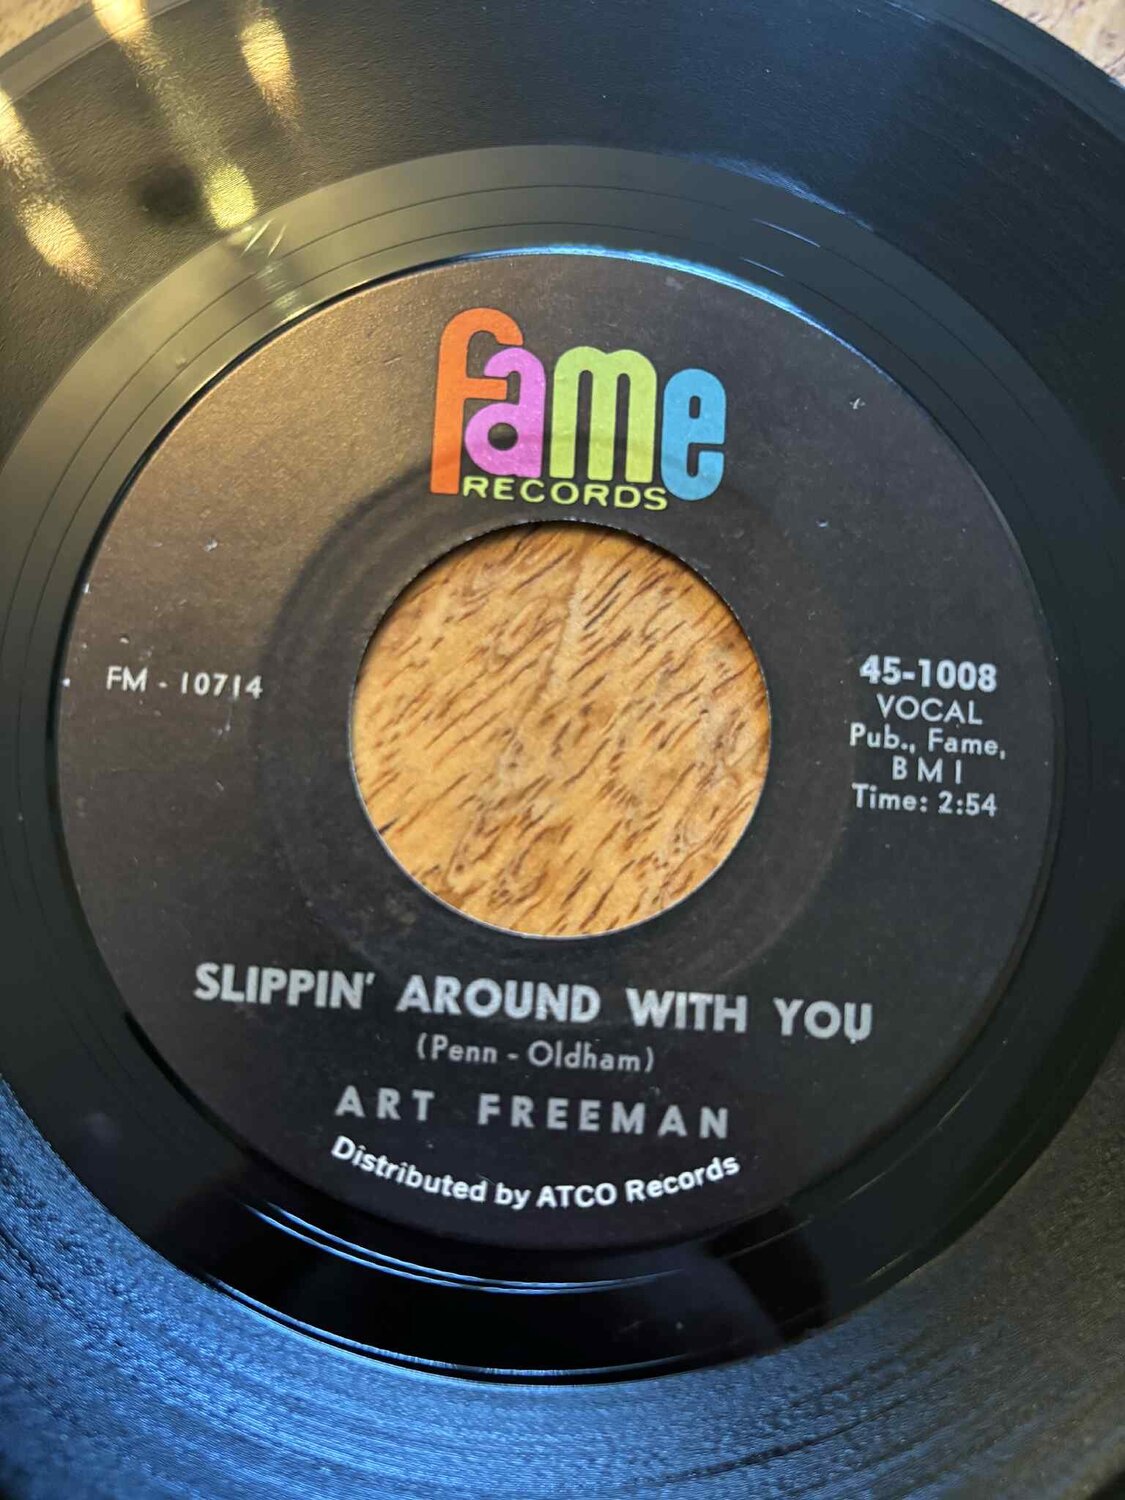 fame
RECORDS
FM - 10714
45-1008
VOCAL
Pub., Fame,
BMI
Time: 2:54
SLIPPIN' AROUND WITH YOU
(Penn - Oldham)
ART FREEMAN
Distributed by ATCO Records